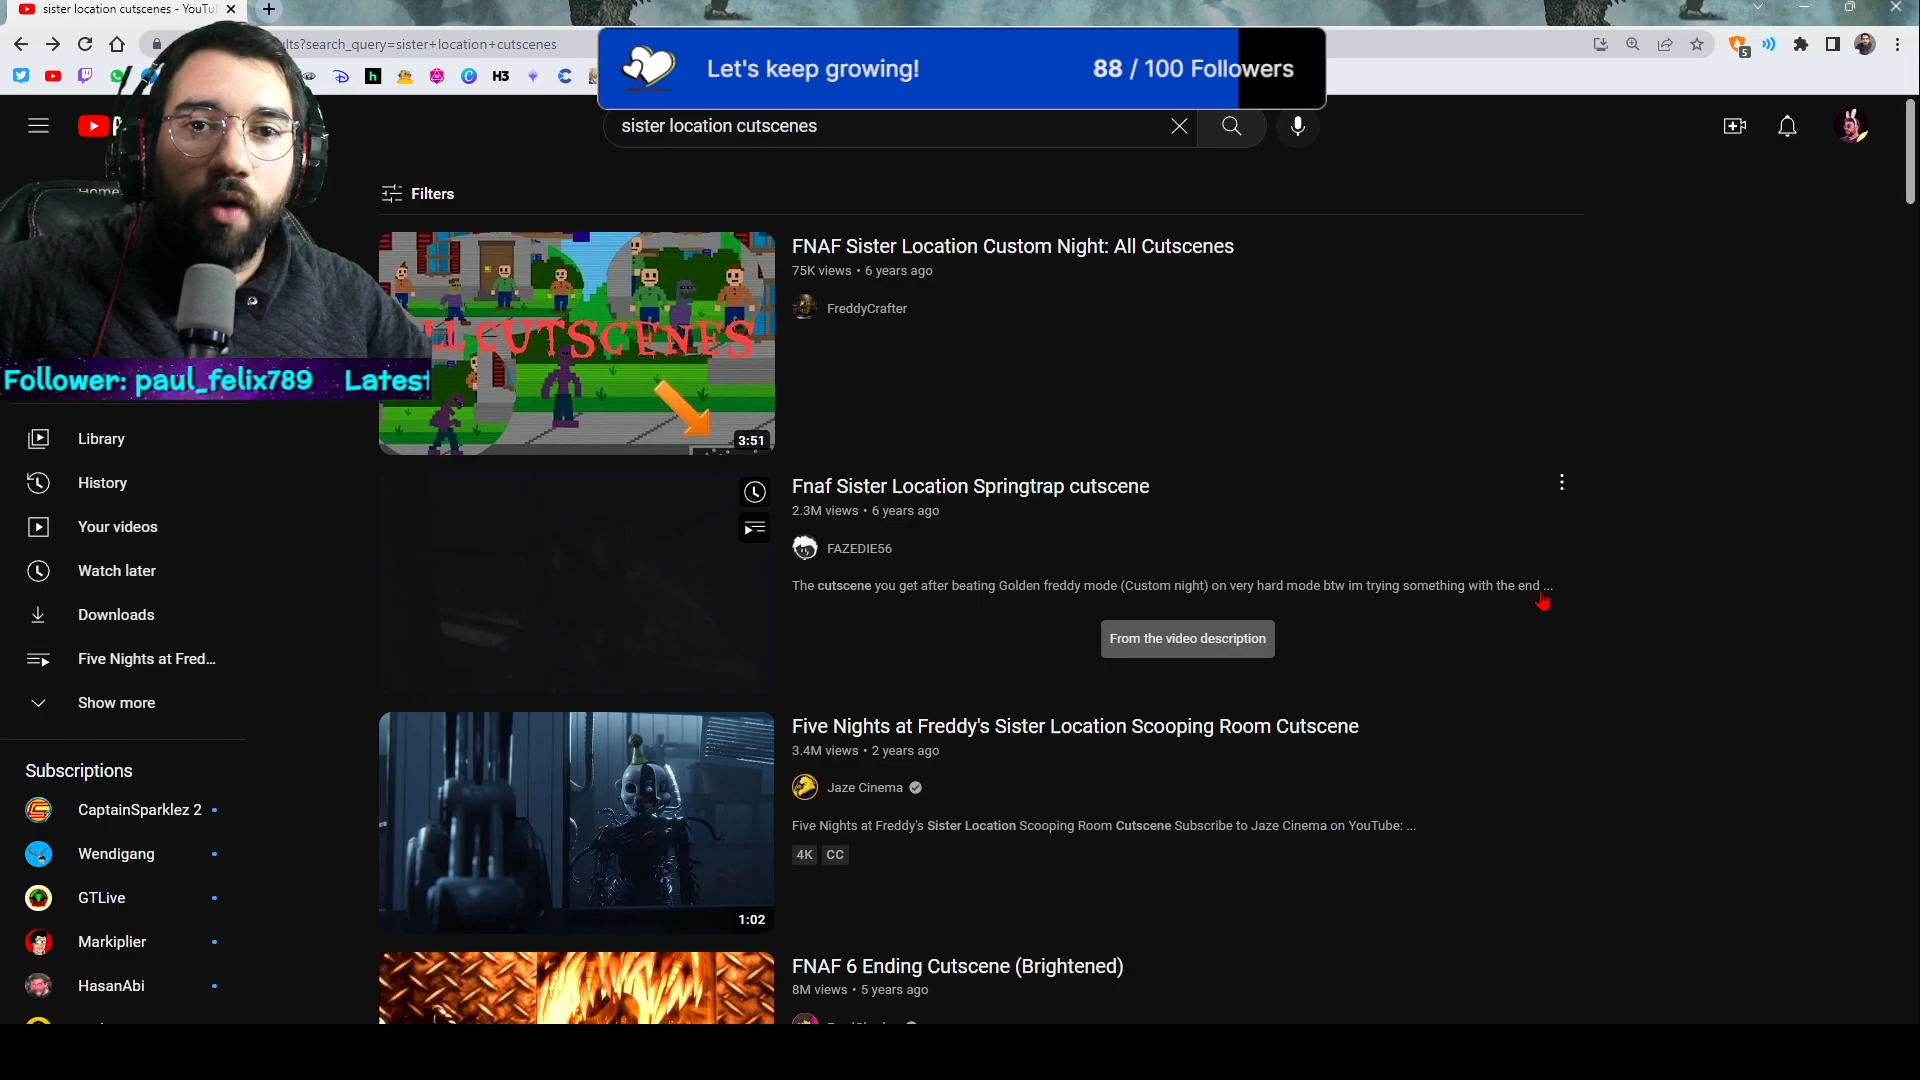 sister location cutscenes - YouTu
ults?search_query=sister+location+cutscenes
5
H3
Let's keep growing!
88 / 100 Followers
sister location cutscenes
Home
Filters
FNAF Sister Location Custom Night: All Cutscenes
75K views • 6 years ago
FreddyCrafter
CUTSCENES
3:51
Follower: paul_felix789 Latest
Library
History
Your videos
Watch later
Downloads
Five Nights at Fred...
Show more
Fnaf Sister Location Springtrap cutscene
2.3M views • 6 years ago
FAZEDIE56
The cutscene you get after beating Golden freddy mode (Custom night) on very hard mode btw im trying something with the end ...
From the video description
Five Nights at Freddy's Sister Location Scooping Room Cutscene
3.4M views • 2 years ago
Jaze Cinema
Five Nights at Freddy's Sister Location Scooping Room Cutscene Subscribe to Jaze Cinema on YouTube: ...
4K CC
1:02
Subscriptions
CaptainSparklez 2
Wendigang
GTLive
Markiplier
HasanAbi
FNAF 6 Ending Cutscene (Brightened)
8M views • 5 years ago